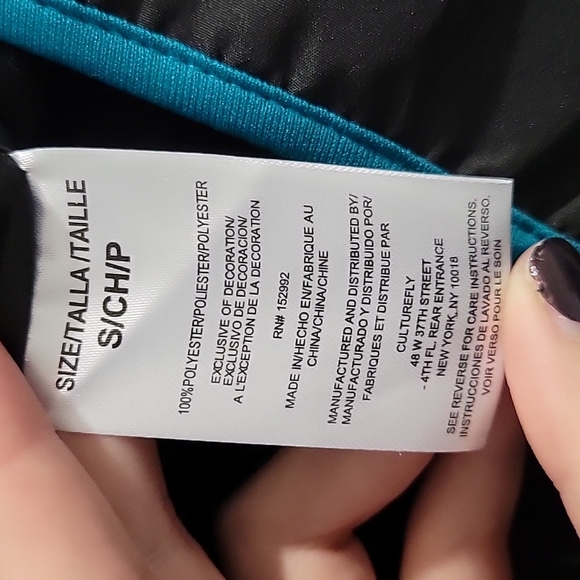 SIZE/TALLA/TAILLE
S/CH/P
100%POLYESTER/POLIESTER/POLYESTER
EXCLUSIVE OF DECORATION/
EXCLUSIVO DE DECORACION/
A L'EXCEPTION DE LA DECORATION
RN# 152992
MADE IN/HECHO EN/FABRIQUE AU
CHINA/CHINA/CHINE
MANUFACTURED AND DISTRIBUTED BY/
MANUFACTURADO Y DISTRIBUIDO POR/
FABRIQUES ET DISTRIBUE PAR
CULTUREFLY
48 W 37TH STREET
- 4TH FL. REAR ENTRANCE
NEW YORK, NY 10018
SEE REVERSE FOR CARE INSTRUCTIONS.
INSTRUCCIONES DE LAVADO AL REVERSO.
VOIR VERSO POUR LE SOIN